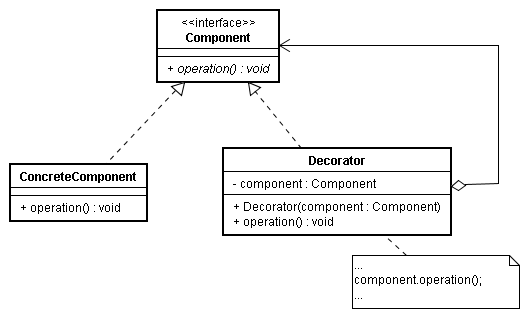 <<interface>>
Component
+ operation() : void
ConcreteComponent
+ operation() : void
Decorator
- component : Component
+ Decorator(component : Component)
+ operation() : void
...
component.operation();
...